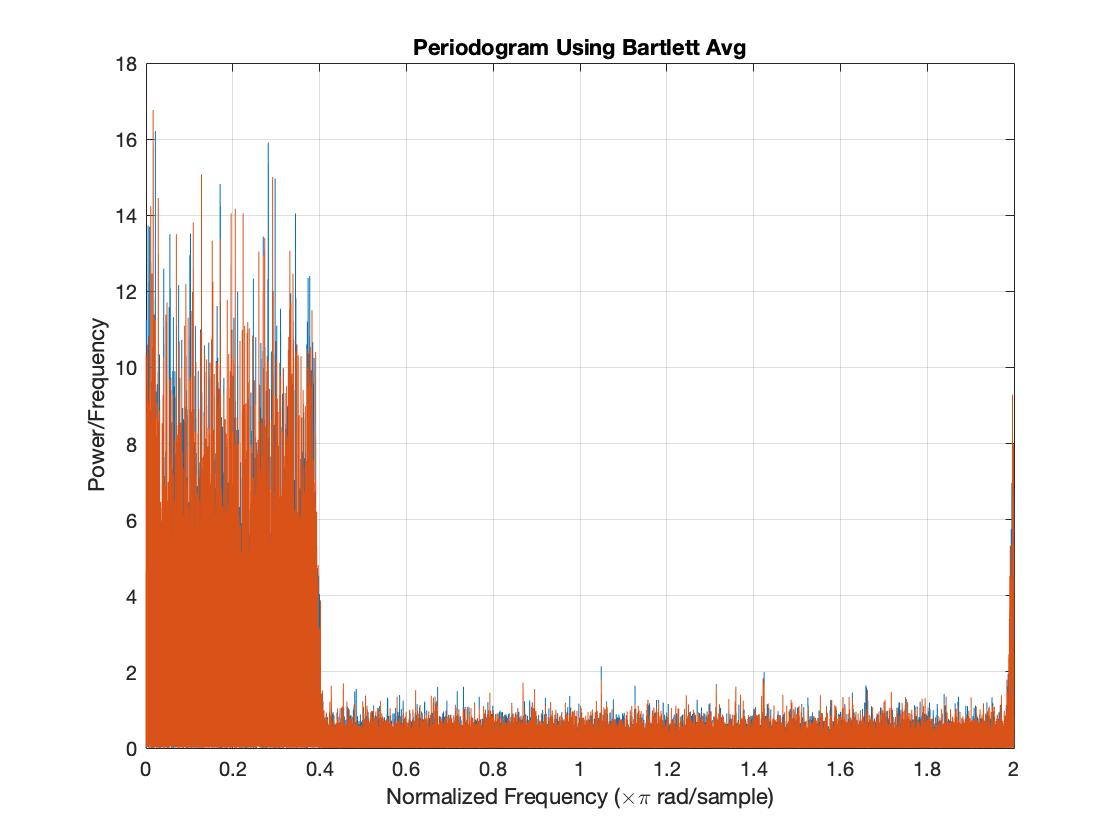 Periodogram Using Bartlett Avg
18
16
14
12
10
8
6
4
2
0
Power/Frequency
0 0.2 0.4 0.6 0.8 1 1.2 1.4 1.6 1.8 2
Normalized Frequency (×π rad/sample)